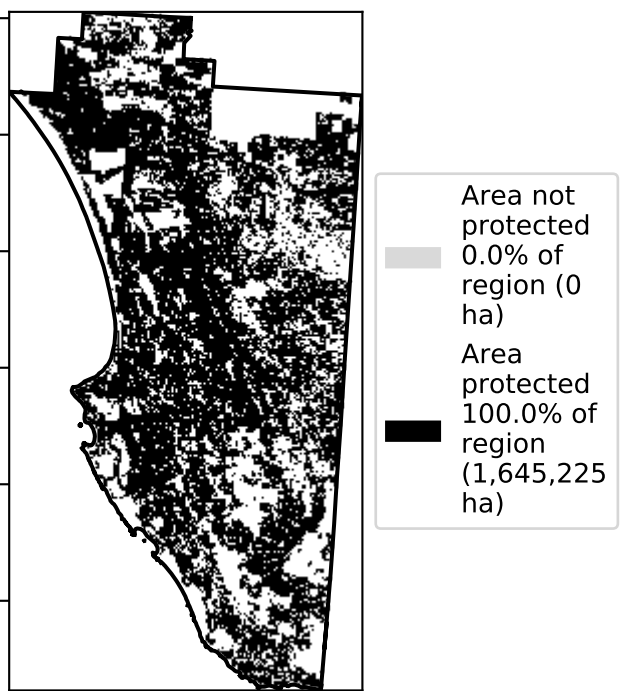 Area not
protected
0.0% of
region (0
ha)
Area
protected
100.0% of
region
(1,645,225
ha)